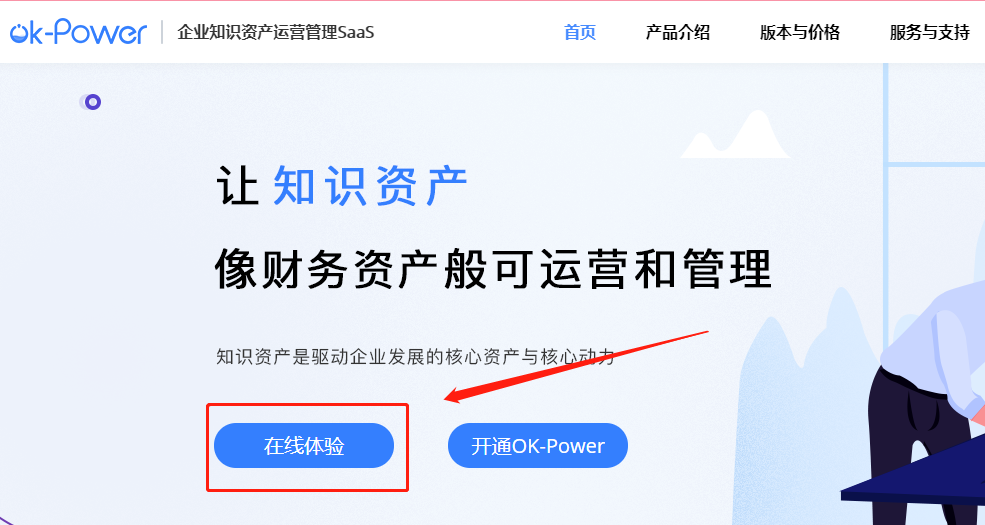 ok-Power 企业知识资产运营管理SaaS 首页 产品介绍 版本与价格 服务与支持
让 知识资产
像财务资产般可运营和管理
知识资产是驱动企业发展的核心资产与核心动力
在线体验 开通OK-Power